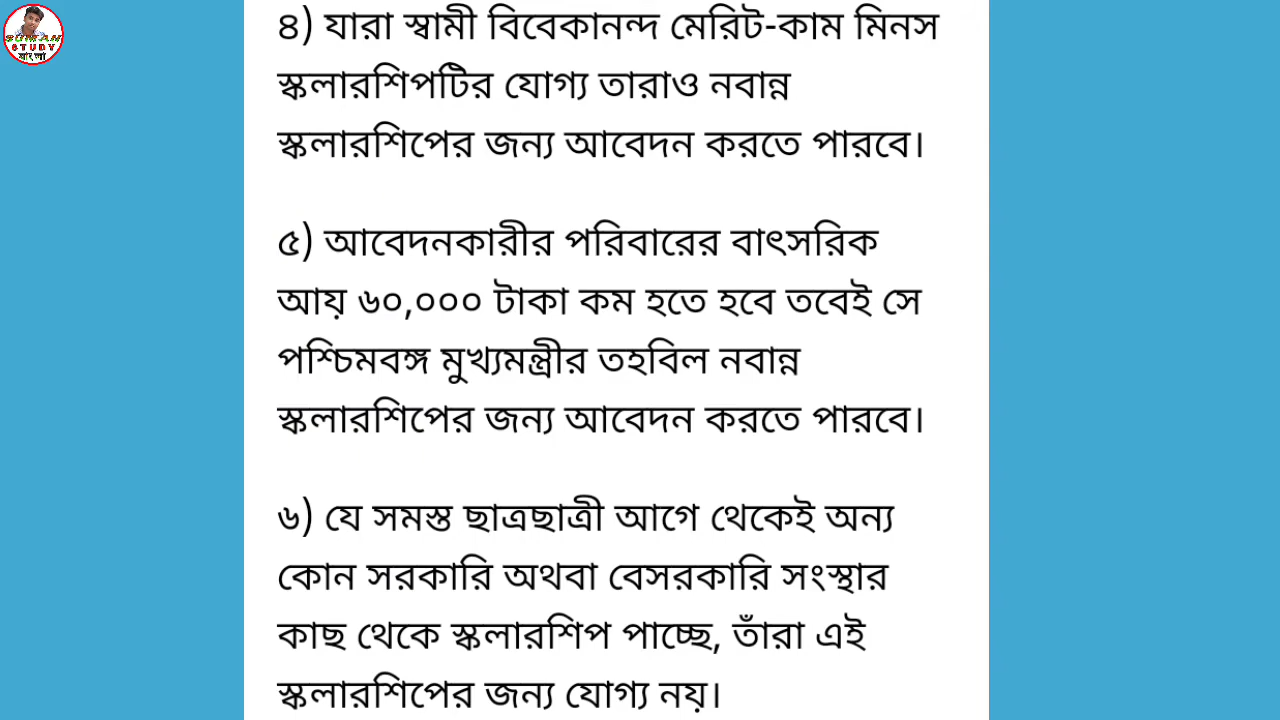 SUMAN
STUDY
বাংলা
৪) যারা স্বামী বিবেকানন্দ মেরিট-কাম মিনস
স্কলারশিপটির যোগ্য তারাও নবান্ন
স্কলারশিপের জন্য আবেদন করতে পারবে।
৫) আবেদনকারীর পরিবারের বাৎসরিক
আয় ৬০,০০০ টাকা কম হতে হবে তবেই সে
পশ্চিমবঙ্গ মুখ্যমন্ত্রীর তহবিল নবান্ন
স্কলারশিপের জন্য আবেদন করতে পারবে।
৬) যে সমস্ত ছাত্রছাত্রী আগে থেকেই অন্য
কোন সরকারি অথবা বেসরকারি সংস্থার
কাছ থেকে স্কলারশিপ পাচ্ছে, তাঁরা এই
স্কলারশিপের জন্য যোগ্য নয়।